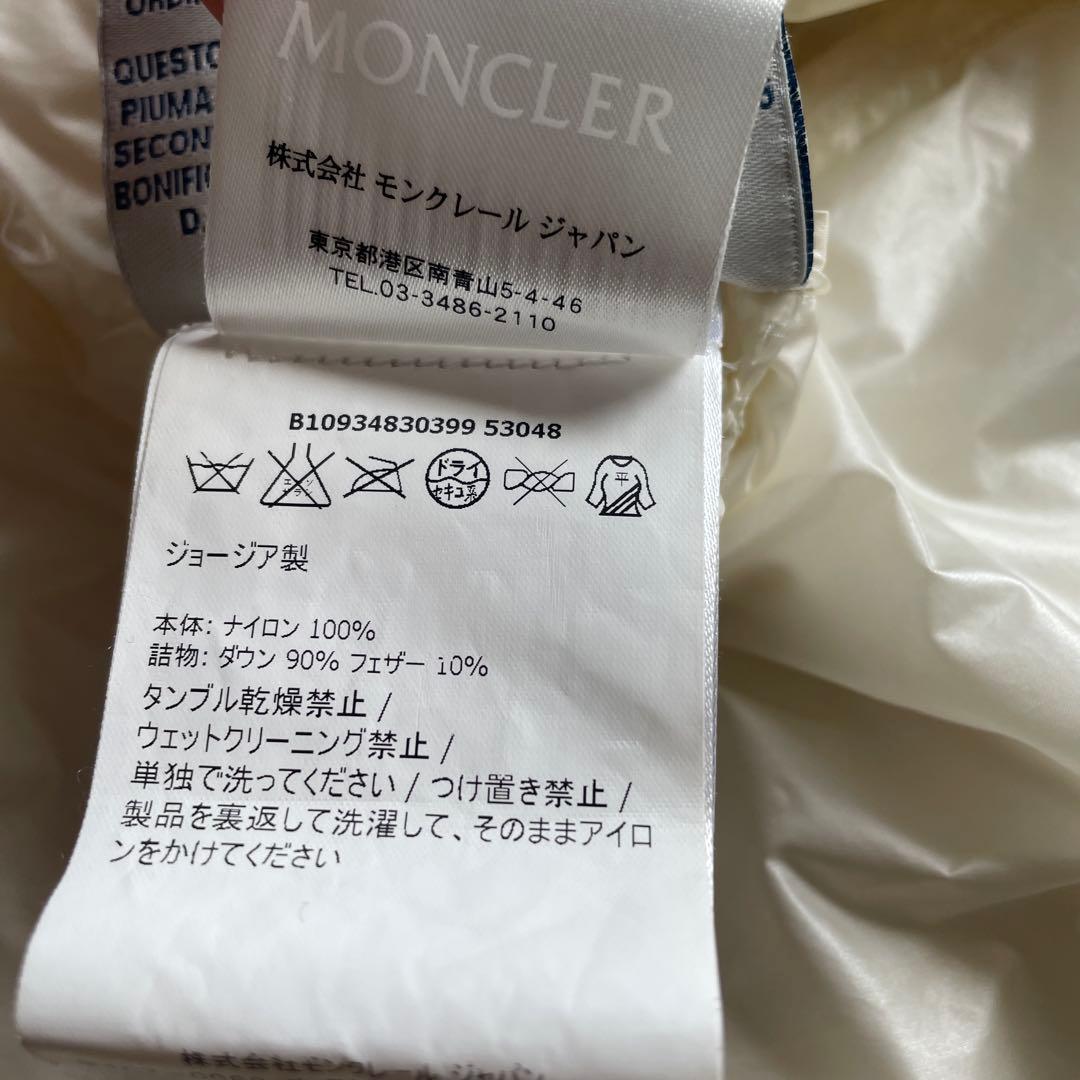 QUESTO
PIUMA
SECON
BONIFI
D.
MONCLER
株式会社 モンクレール ジャパン
東京都港区南青山5-4-46
TEL.03-3486-2110
B10934830399 53048
エンソ
ドライ
セキユ系
平
ジョージア製
本体: ナイロン 100%
詰物: ダウン 90% フェザー 10%
タンブル乾燥禁止 /
ウェットクリーニング禁止 /
単独で洗ってください / つけ置き禁止 /
製品を裏返して洗濯して、そのままアイロ
ンをかけてください
株式会社モンクレール ジャパン